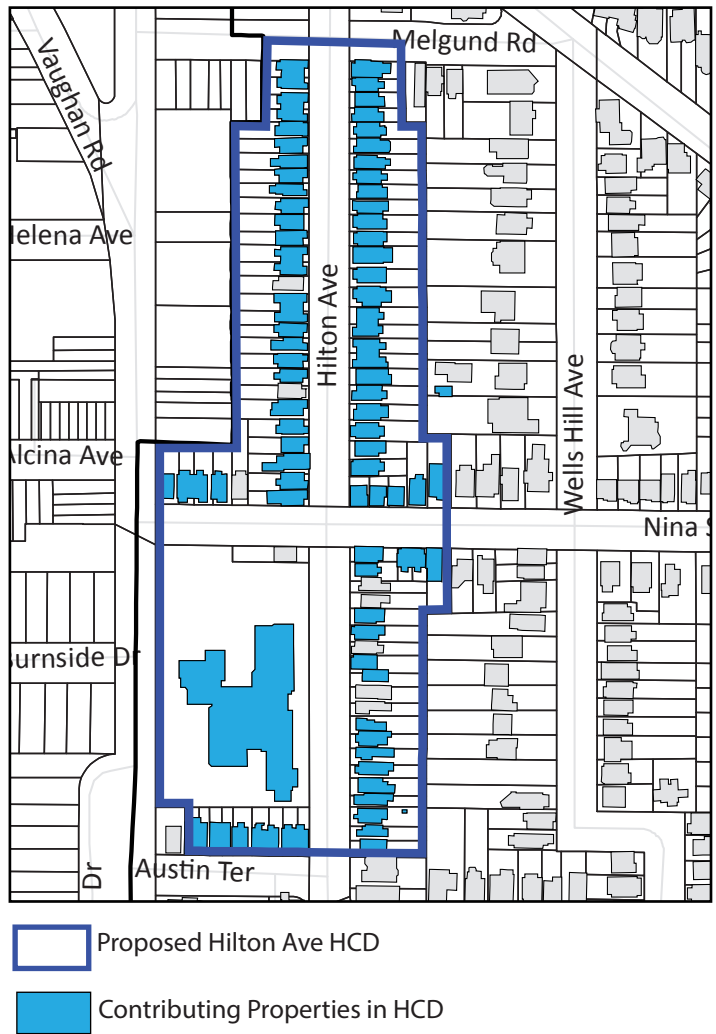 Melgund Rd
Vaughan Rd
Helena Ave
Hilton Ave
Alcina Ave
Wells Hill Ave
Nina S
Burnside Dr
Austin Ter
Dr
Proposed Hilton Ave HCD
Contributing Properties in HCD